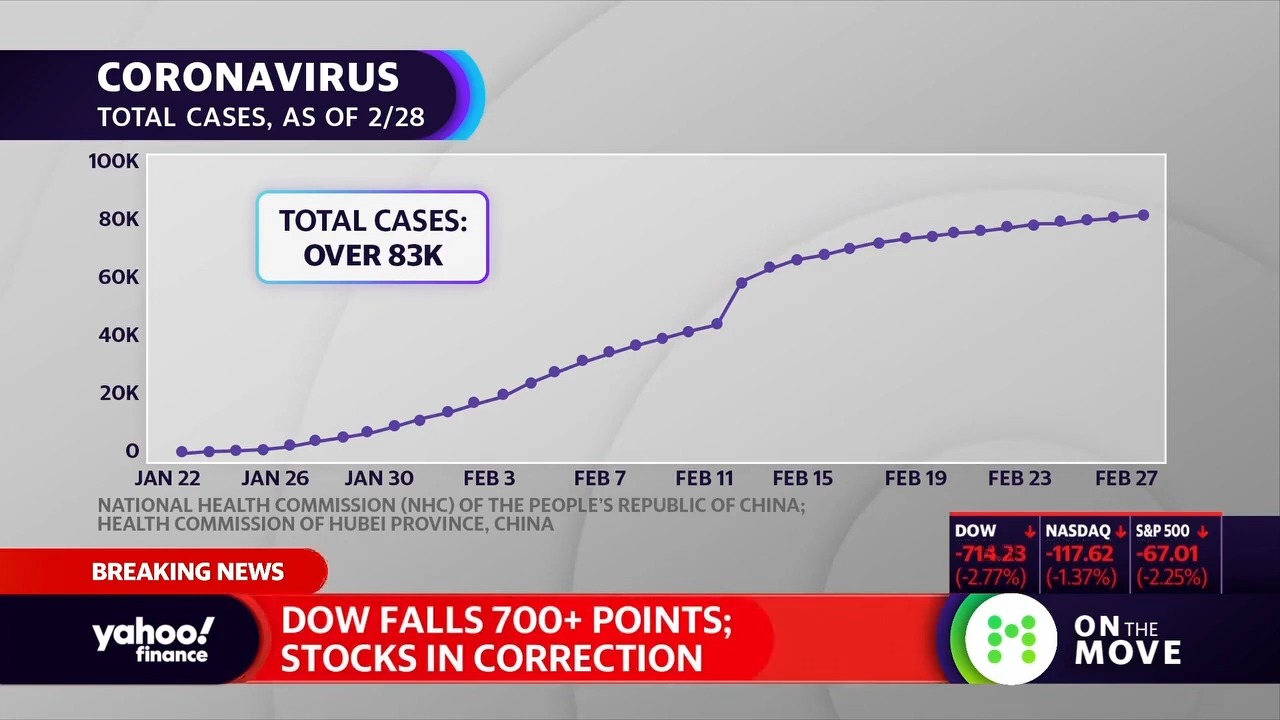 CORONAVIRUS
TOTAL CASES, AS OF 2/28
100K
80K
60K
40K
20K
0
TOTAL CASES:
OVER 83K
JAN 22 JAN 26 JAN 30 FEB 3 FEB 7 FEB 11 FEB 15 FEB 19 FEB 23 FEB 27
NATIONAL HEALTH COMMISSION (NHC) OF THE PEOPLE'S REPUBLIC OF CHINA;
HEALTH COMMISSION OF HUBEI PROVINCE, CHINA
DOW NASDAQ S&P 500
-714.23 -117.62 -67.01
(-2.77%) (-1.37%) (-2.25%)
BREAKING NEWS
yahoo!
finance
DOW FALLS 700+ POINTS;
STOCKS IN CORRECTION
ON THE
MOVE